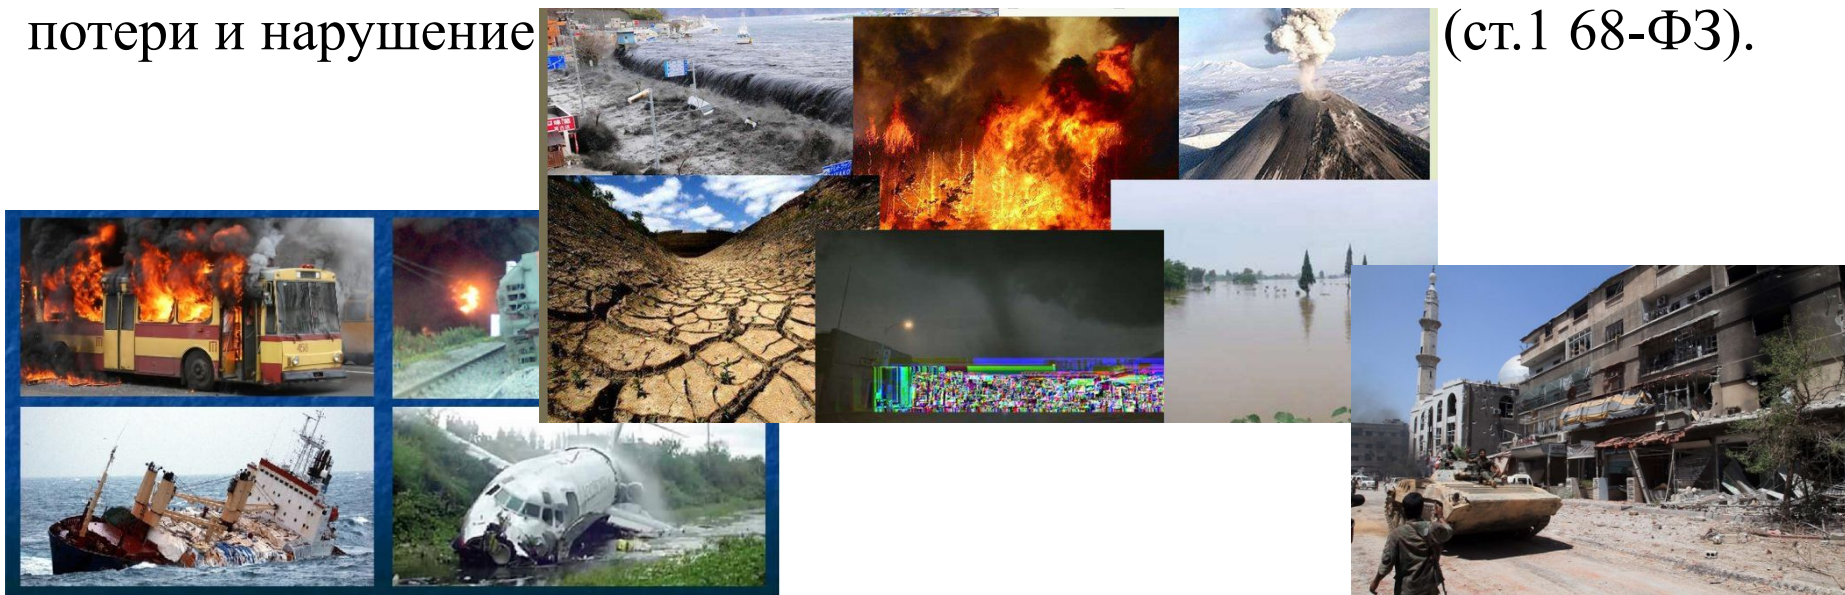 потери и нарушение (ст.1 68-ФЗ).